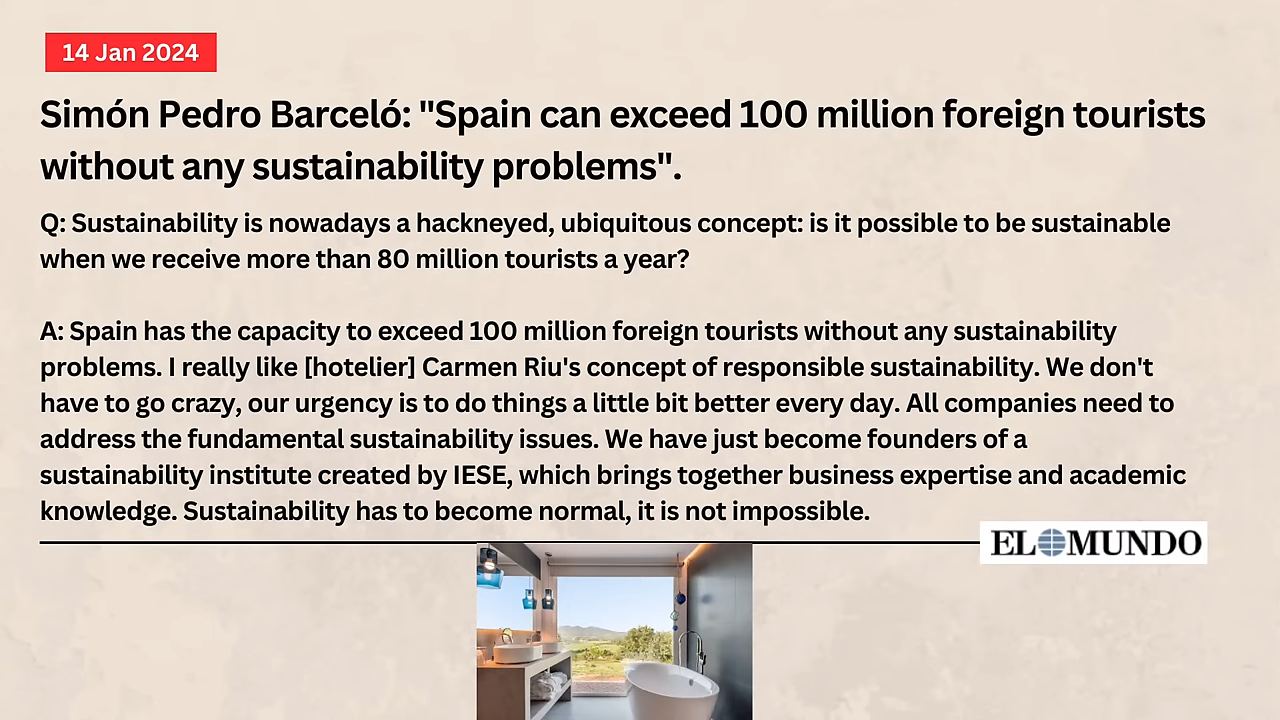 14 Jan 2024
Simón Pedro Barceló: "Spain can exceed 100 million foreign tourists
without any sustainability problems".
Q: Sustainability is nowadays a hackneyed, ubiquitous concept: is it possible to be sustainable
when we receive more than 80 million tourists a year?
A: Spain has the capacity to exceed 100 million foreign tourists without any sustainability
problems. I really like [hotelier] Carmen Riu's concept of responsible sustainability. We don't
have to go crazy, our urgency is to do things a little bit better every day. All companies need to
address the fundamental sustainability issues. We have just become founders of a
sustainability institute created by IESE, which brings together business expertise and academic
knowledge. Sustainability has to become normal, it is not impossible.
EL MUNDO